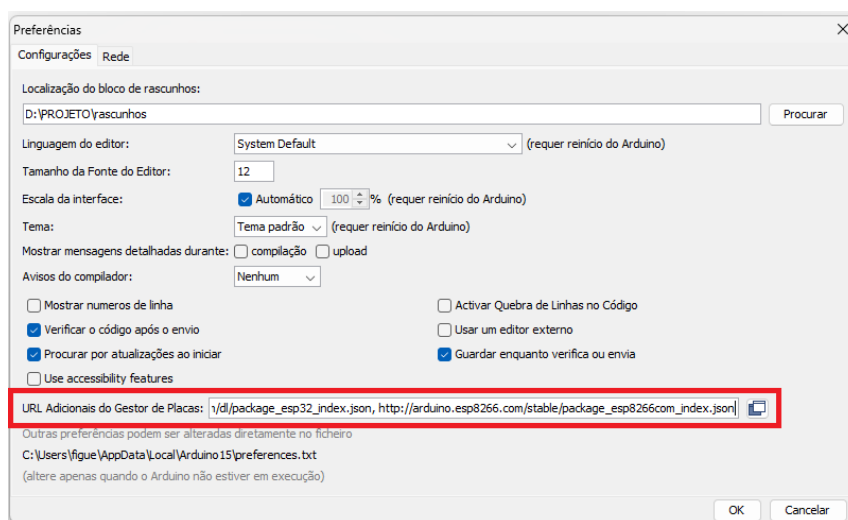 Preferências
Configurações Rede
Localização do bloco de rascunhos:
D:\PROJETO\rascunhos Procurar
Linguagem do editor: System Default (requer reinício do Arduino)
Tamanho da Fonte do Editor: 12
Escala da interface: Automático 100 % (requer reinício do Arduino)
Tema: Tema padrão (requer reinício do Arduino)
Mostrar mensagens detalhadas durante: compilação upload
Avisos do compilador: Nenhum
Mostrar numeros de linha Activar Quebra de Linhas no Código
Verificar o código após o envio Usar um editor externo
Procurar por atualizações ao iniciar Guardar enquanto verifica ou envia
Use accessibility features
URL Adicionais do Gestor de Placas: /dl/package_esp32_index.json, http://arduino.esp8266.com/stable/package_esp8266com_index.json
Outras preferências podem ser alteradas diretamente no ficheiro
C:\Users\figue\AppData\Local\Arduino15\preferences.txt
(altere apenas quando o Arduino não estiver em execução)
OK Cancelar